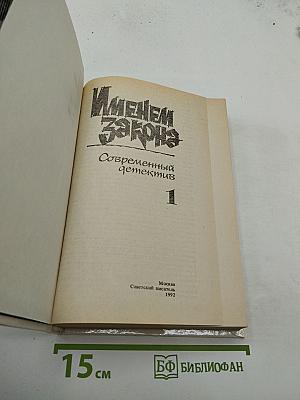 Именем
закона
Современный
детектив
1
Москва
Советский писатель
1992
15 см
БФ БИБЛИОФАН